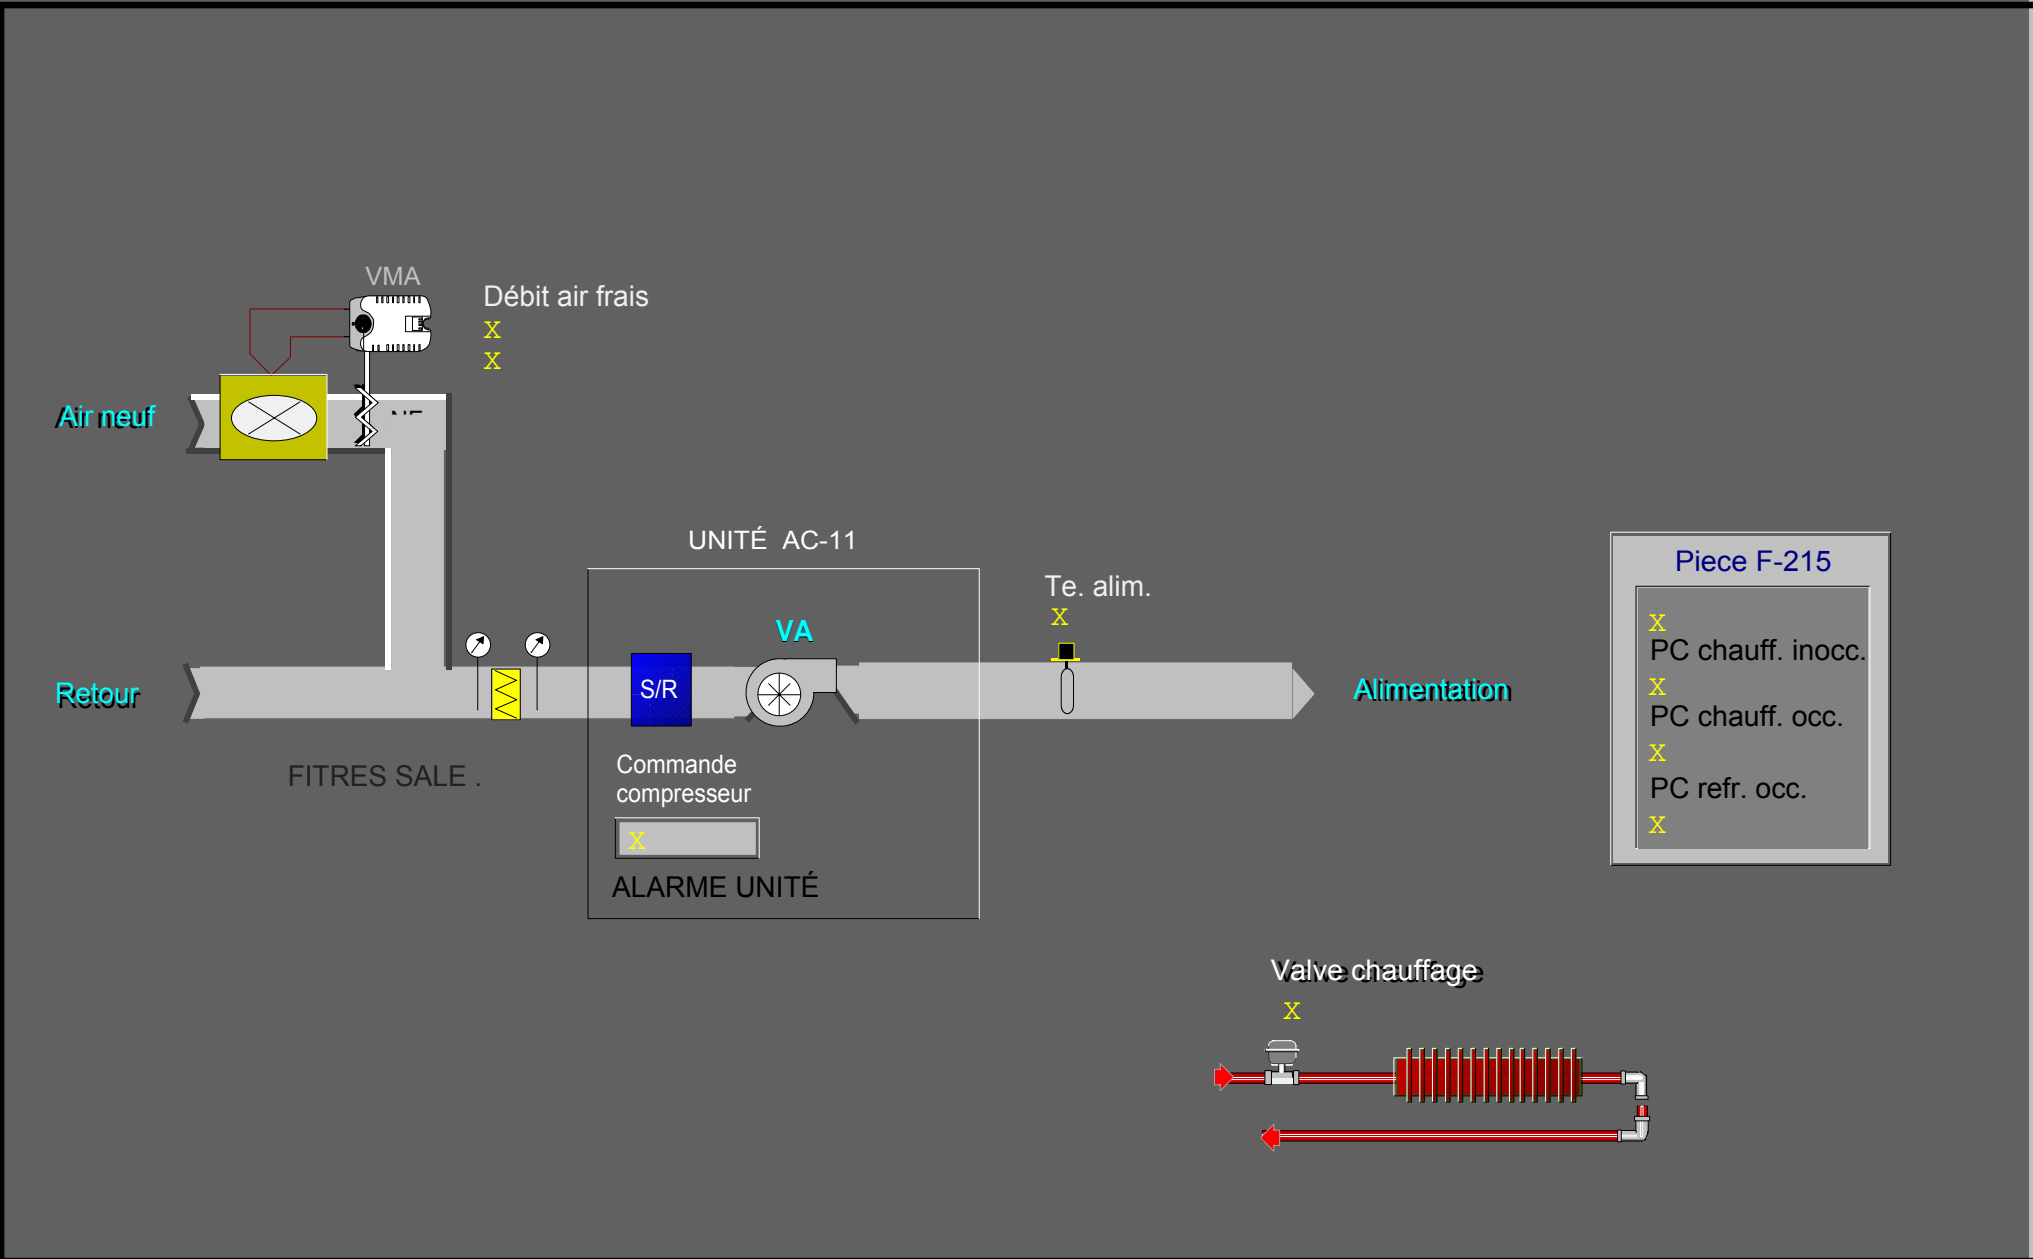 VMA
Débit air frais
X
X
Air neuf
UNITÉ AC-11
Te. alim.
X
VA
Retour
S/R
Alimentation
FITRES SALE .
Commande
compresseur
X
ALARME UNITÉ
Piece F-215
X
PC chauff. inocc.
X
PC chauff. occ.
X
PC refr. occ.
X
Valve chauffage
X